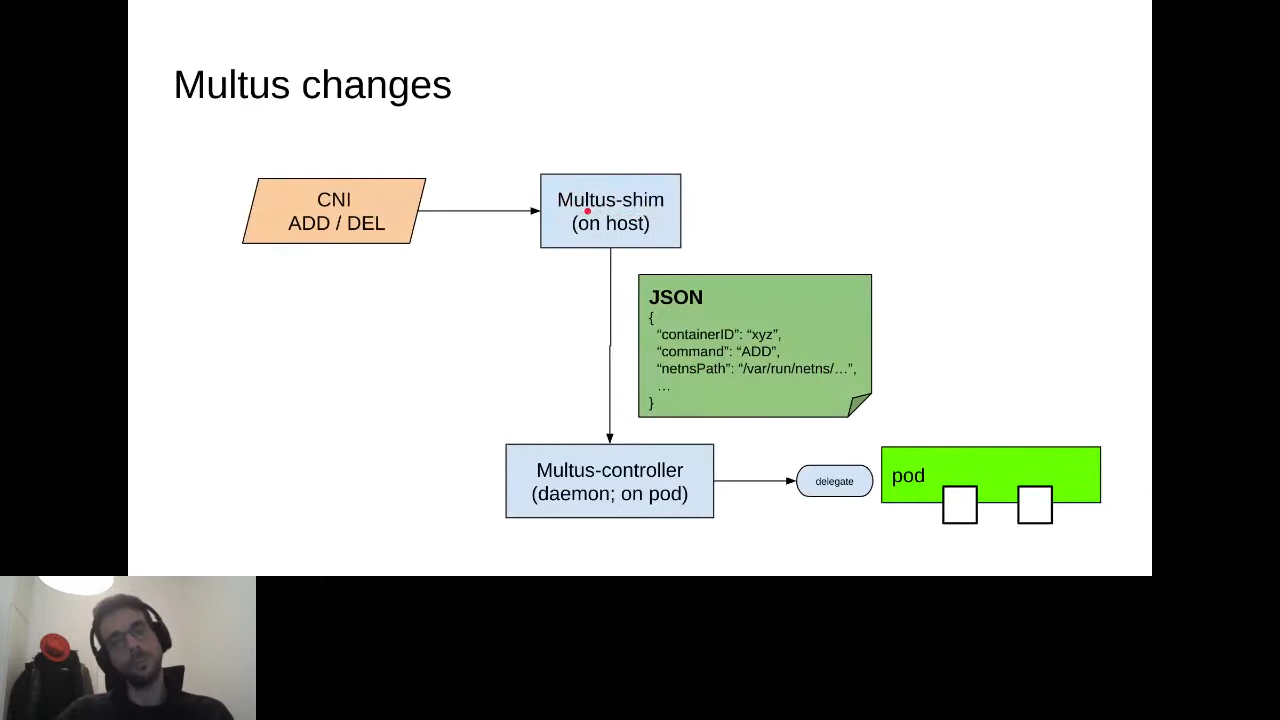 Multus changes
CNI
ADD / DEL
Multus-shim
(on host)
JSON
{
“containerID”: “xyz”,
“command”: “ADD”,
“netnsPath”: “/var/run/netns/…”,
…
}
Multus-controller
(daemon; on pod)
delegate
pod